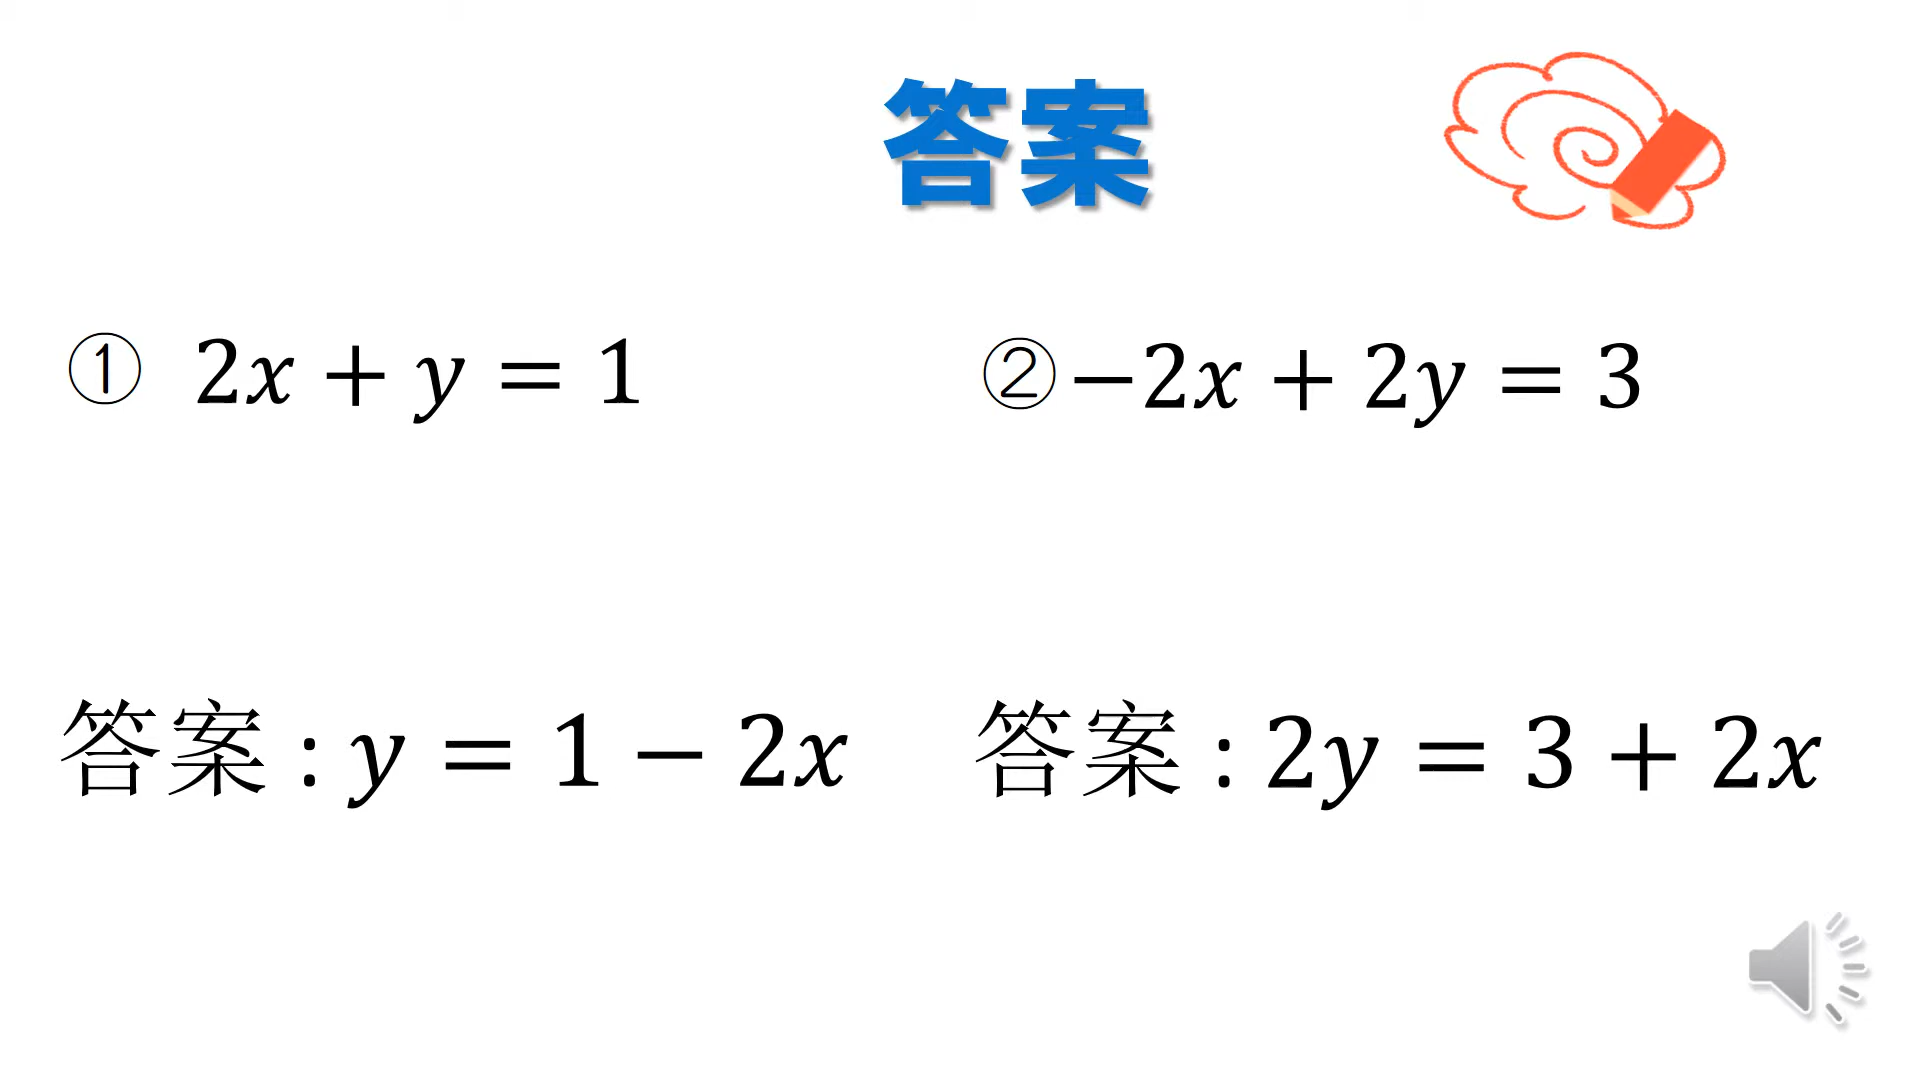 答案
① 2x + y = 1
② −2x + 2y = 3
答案 : y = 1 − 2x
答案 : 2y = 3 + 2x